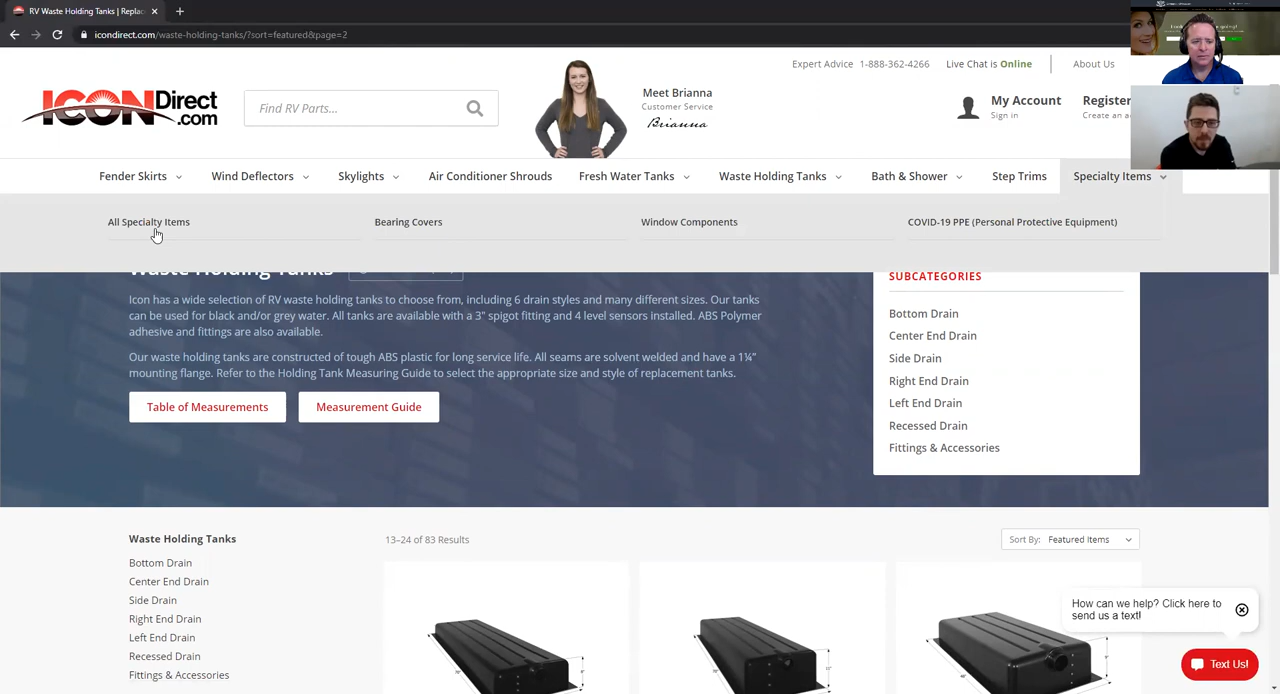 RV Waste Holding Tanks | Replac
icondirect.com/waste-holding-tanks/?sort=featured&page=2
Expert Advice 1-888-362-4266
Live Chat is Online
About Us
ICON Direct .com
Find RV Parts...
Meet Brianna
Customer Service
Brianna
My Account
Sign in
Register
Create an a
Fender Skirts
Wind Deflectors
Skylights
Air Conditioner Shrouds
Fresh Water Tanks
Waste Holding Tanks
Bath & Shower
Step Trims
Specialty Items
All Specialty Items
Bearing Covers
Window Components
COVID-19 PPE (Personal Protective Equipment)
Waste Holding Tanks
Icon has a wide selection of RV waste holding tanks to choose from, including 6 drain styles and many different sizes. Our tanks
can be used for black and/or grey water. All tanks are available with a 3" spigot fitting and 4 level sensors installed. ABS Polymer
adhesive and fittings are also available.
Our waste holding tanks are constructed of tough ABS plastic for long service life. All seams are solvent welded and have a 1¼"
mounting flange. Refer to the Holding Tank Measuring Guide to select the appropriate size and style of replacement tanks.
Table of Measurements
Measurement Guide
SUBCATEGORIES
Bottom Drain
Center End Drain
Side Drain
Right End Drain
Left End Drain
Recessed Drain
Fittings & Accessories
Waste Holding Tanks
Bottom Drain
Center End Drain
Side Drain
Right End Drain
Left End Drain
Recessed Drain
Fittings & Accessories
13–24 of 83 Results
Sort By: Featured Items
How can we help? Click here to
send us a text!
Text Us!